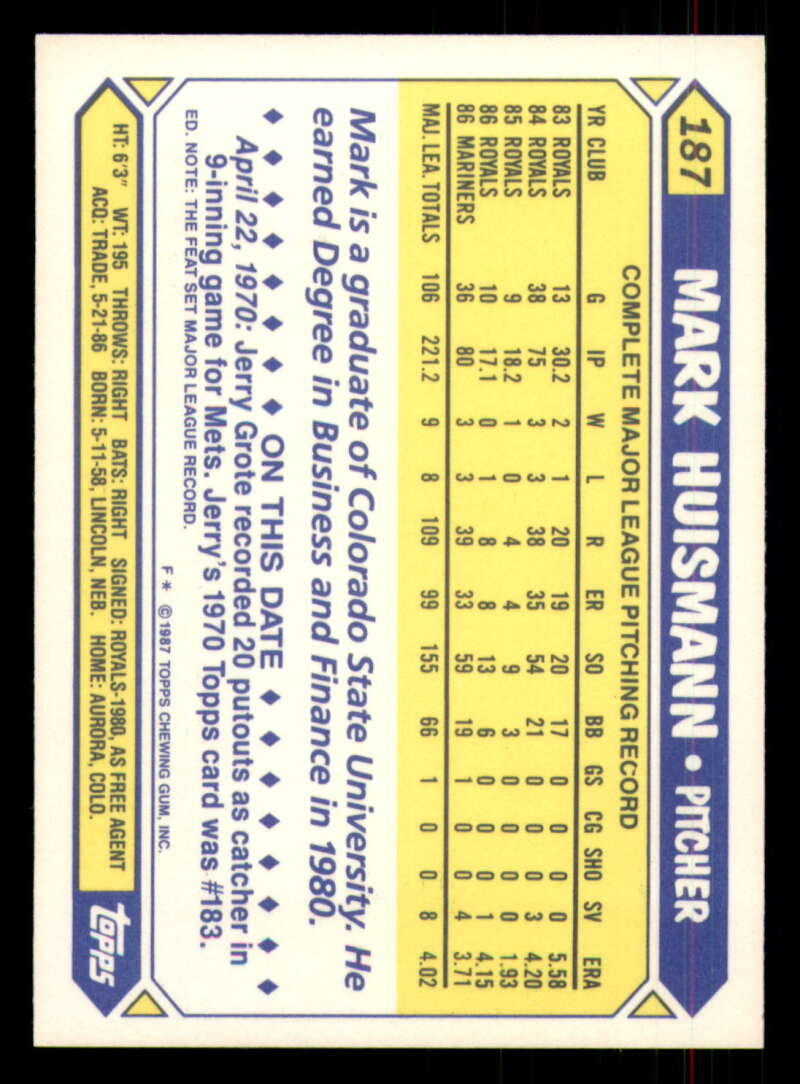 187 MARK HUISMANN • PITCHER
COMPLETE MAJOR LEAGUE PITCHING RECORD
YR CLUB G IP W L R ER SO BB GS CG SHO SV ERA
83 ROYALS 13 30.2 2 1 20 19 20 17 0 0 0 0 5.58
84 ROYALS 38 75 3 3 38 35 54 21 0 0 0 3 4.20
85 ROYALS 9 18.2 1 0 4 4 9 3 0 0 0 0 1.93
86 ROYALS 10 17.1 0 1 8 8 13 6 0 0 0 1 4.15
86 MARINERS 36 80 3 3 39 33 59 19 1 0 0 4 3.71
MAJ. LEA. TOTALS 106 221.2 9 8 109 99 155 66 1 0 0 8 4.02
Mark is a graduate of Colorado State University. He
earned Degree in Business and Finance in 1980.
◆ ◆ ◆ ◆ ◆ ◆ ◆ ◆ ON THIS DATE ◆ ◆ ◆ ◆ ◆ ◆ ◆ ◆
April 22, 1970: Jerry Grote recorded 20 putouts as catcher in
9-inning game for Mets. Jerry's 1970 Topps card was #183.
ED. NOTE: THE FEAT SET MAJOR LEAGUE RECORD.
F* ©1987 TOPPS CHEWING GUM, INC.
HT: 6'3" WT: 195 THROWS: RIGHT BATS: RIGHT SIGNED: ROYALS-1980, AS FREE AGENT
ACQ: TRADE, 5-21-86 BORN: 5-11-58, LINCOLN, NEB. HOME: AURORA, COLO.
topps